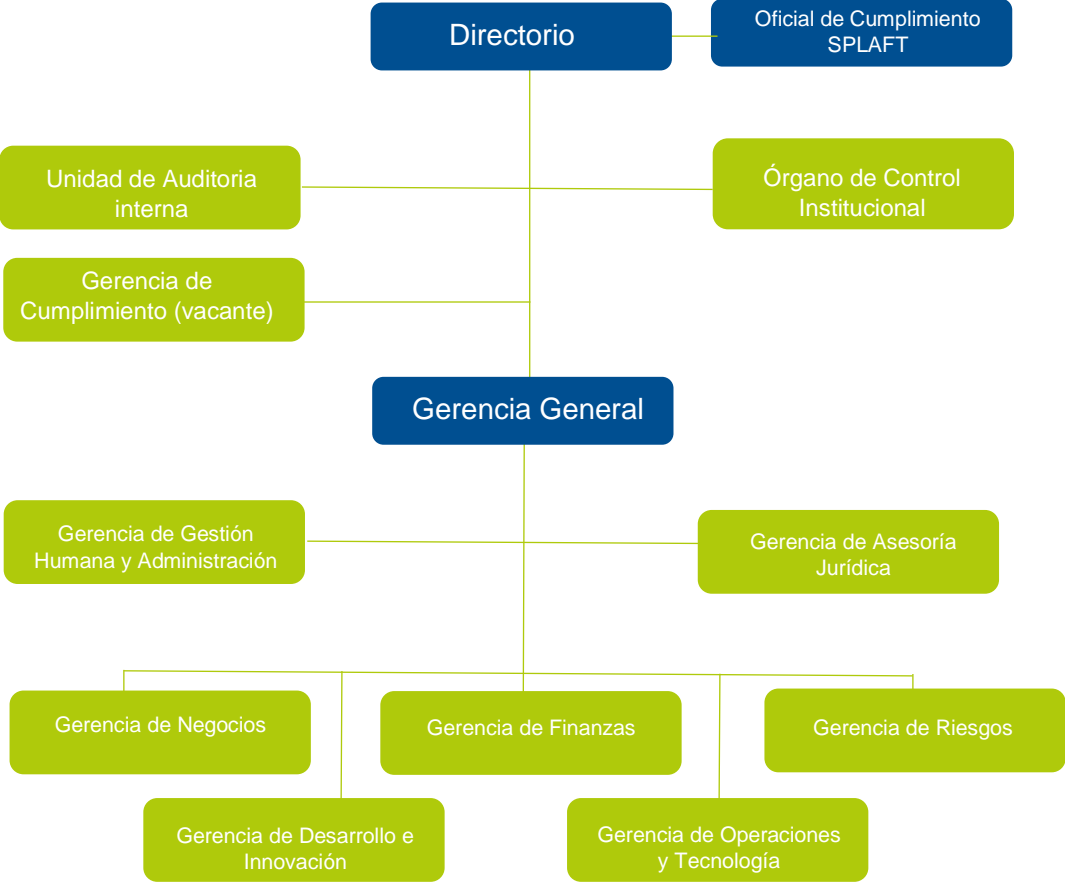 Directorio
Oficial de Cumplimiento
SPLAFT
Unidad de Auditoria
interna
Órgano de Control
Institucional
Gerencia de
Cumplimiento (vacante)
Gerencia General
Gerencia de Gestión
Humana y Administración
Gerencia de Asesoría
Jurídica
Gerencia de Negocios
Gerencia de Finanzas
Gerencia de Riesgos
Gerencia de Desarrollo e
Innovación
Gerencia de Operaciones
y Tecnología